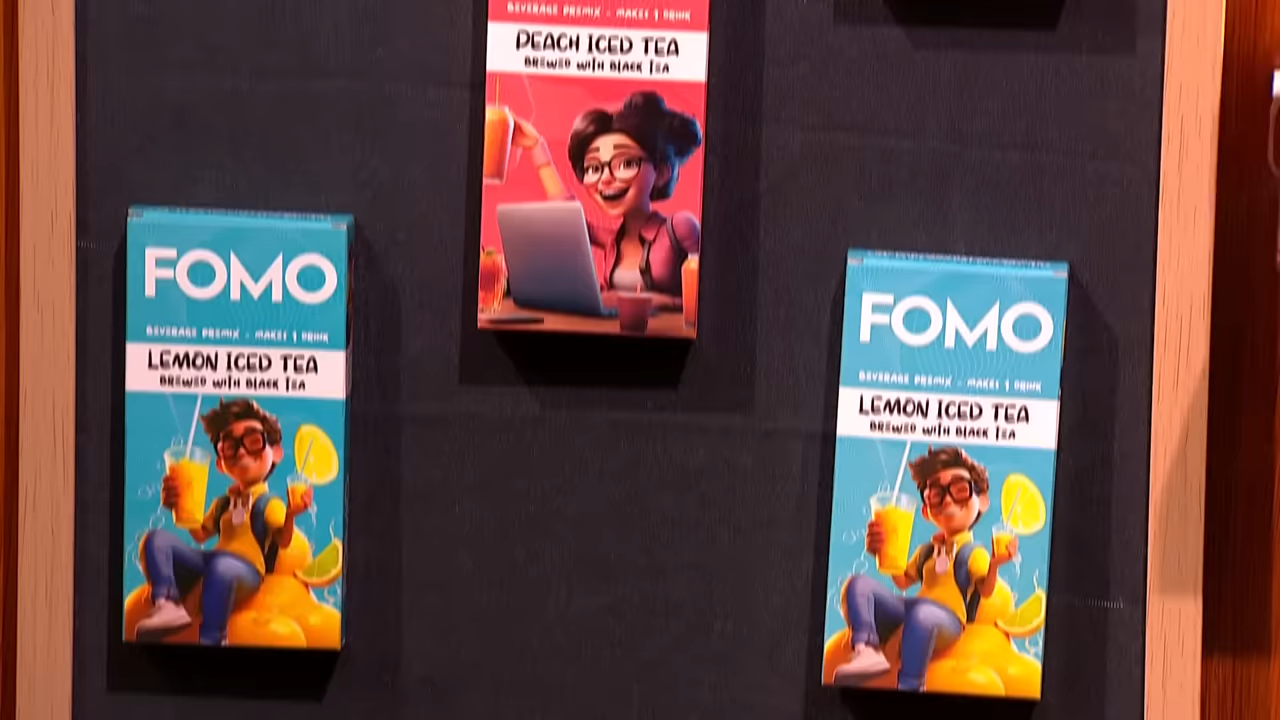 BEVERAGE PREMIX - MAKES 1 DRINK
PEACH ICED TEA
BREWED WITH BLACK TEA
FOMO
BEVERAGE PREMIX - MAKES 1 DRINK
LEMON ICED TEA
BREWED WITH BLACK TEA
FOMO
BEVERAGE PREMIX - MAKES 1 DRINK
LEMON ICED TEA
BREWED WITH BLACK TEA